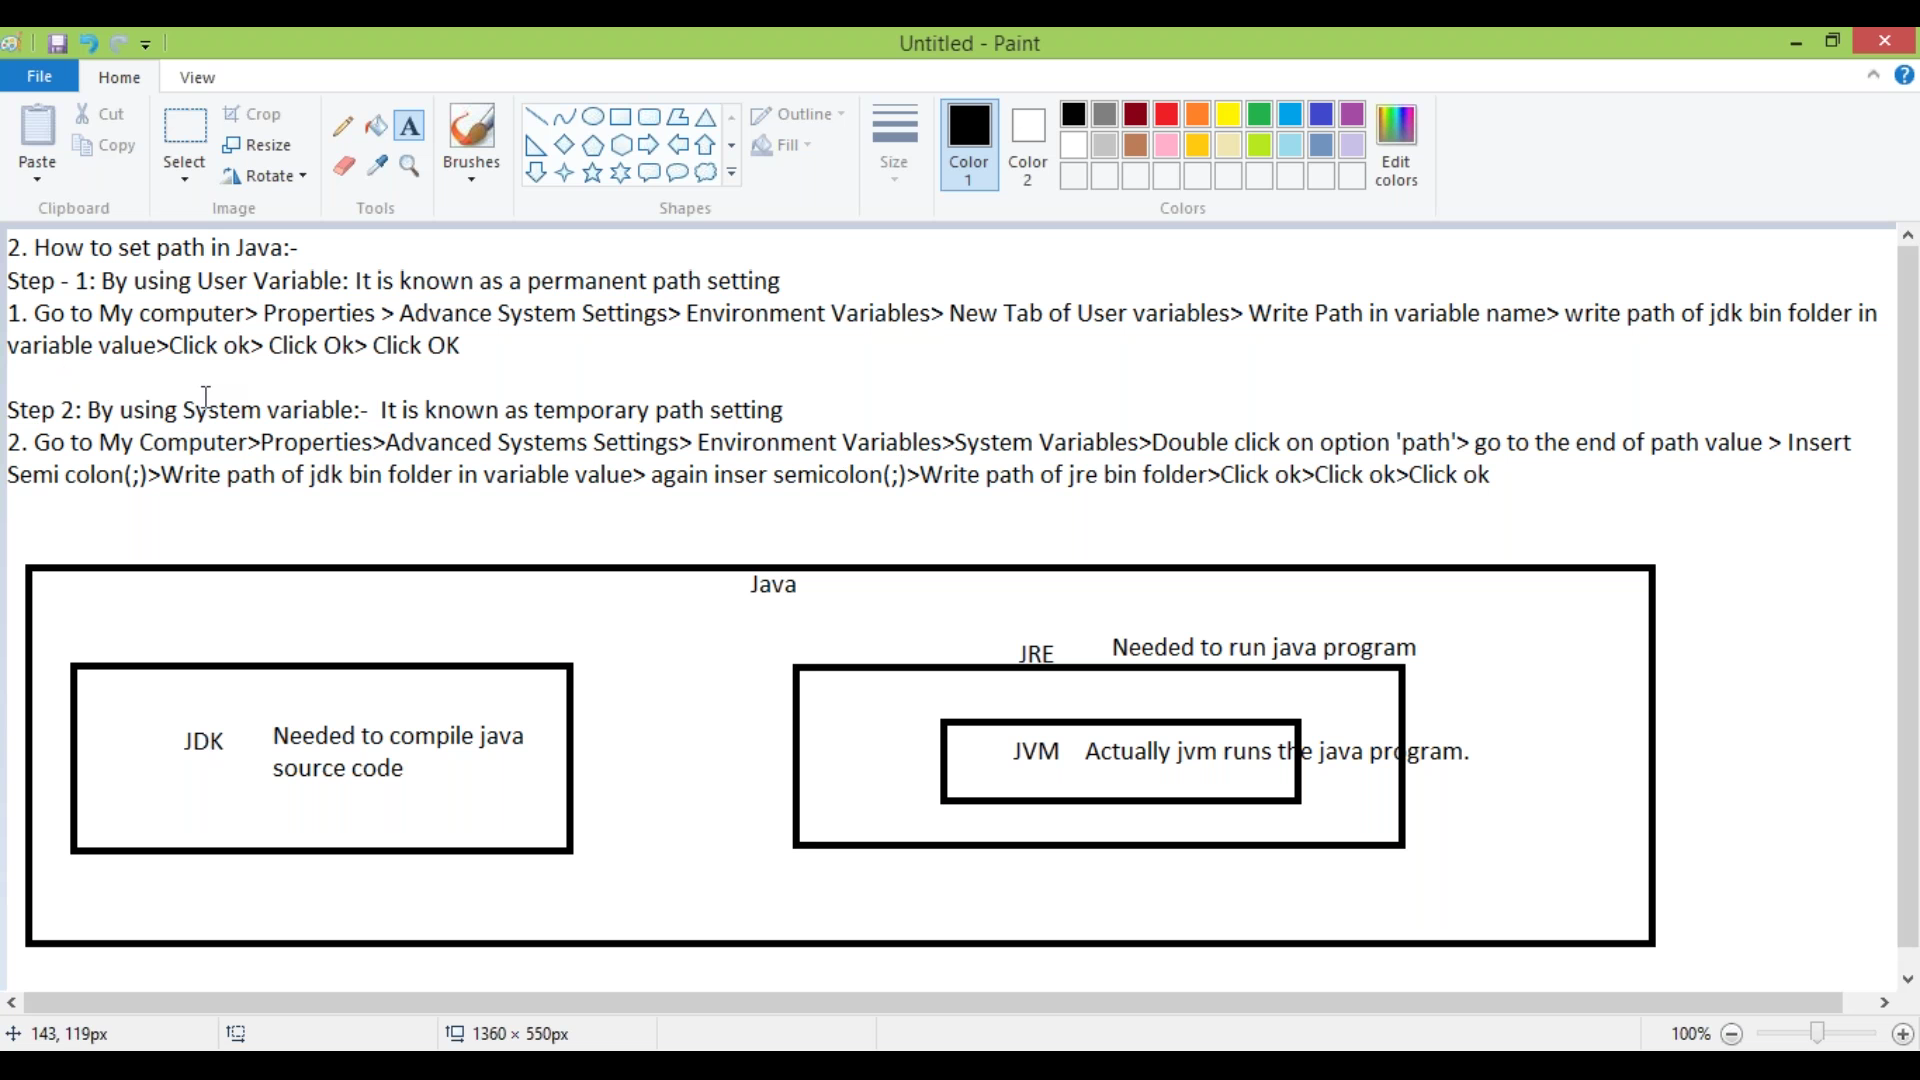 Untitled - Paint
File Home View
Paste
Cut
Copy
Clipboard
Select
Crop
Resize
Rotate
Image
A
Tools
Brushes
Shapes
Outline
Fill
Size
Color 1
Color 2
Edit colors
Colors
2. How to set path in Java:-
Step - 1: By using User Variable: It is known as a permanent path setting
1. Go to My computer> Properties > Advance System Settings> Environment Variables> New Tab of User variables> Write Path in variable name> write path of jdk bin folder in
variable value>Click ok> Click Ok> Click OK
Step 2: By using System variable:-  It is known as temporary path setting
2. Go to My Computer>Properties>Advanced Systems Settings> Environment Variables>System Variables>Double click on option 'path'> go to the end of path value > Insert
Semi colon(;)>Write path of jdk bin folder in variable value> again inser semicolon(;)>Write path of jre bin folder>Click ok>Click ok>Click ok
Java
JRE Needed to run java program
JDK Needed to compile java
source code
JVM Actually jvm runs the java program.
143, 119px
1360 × 550px
100%